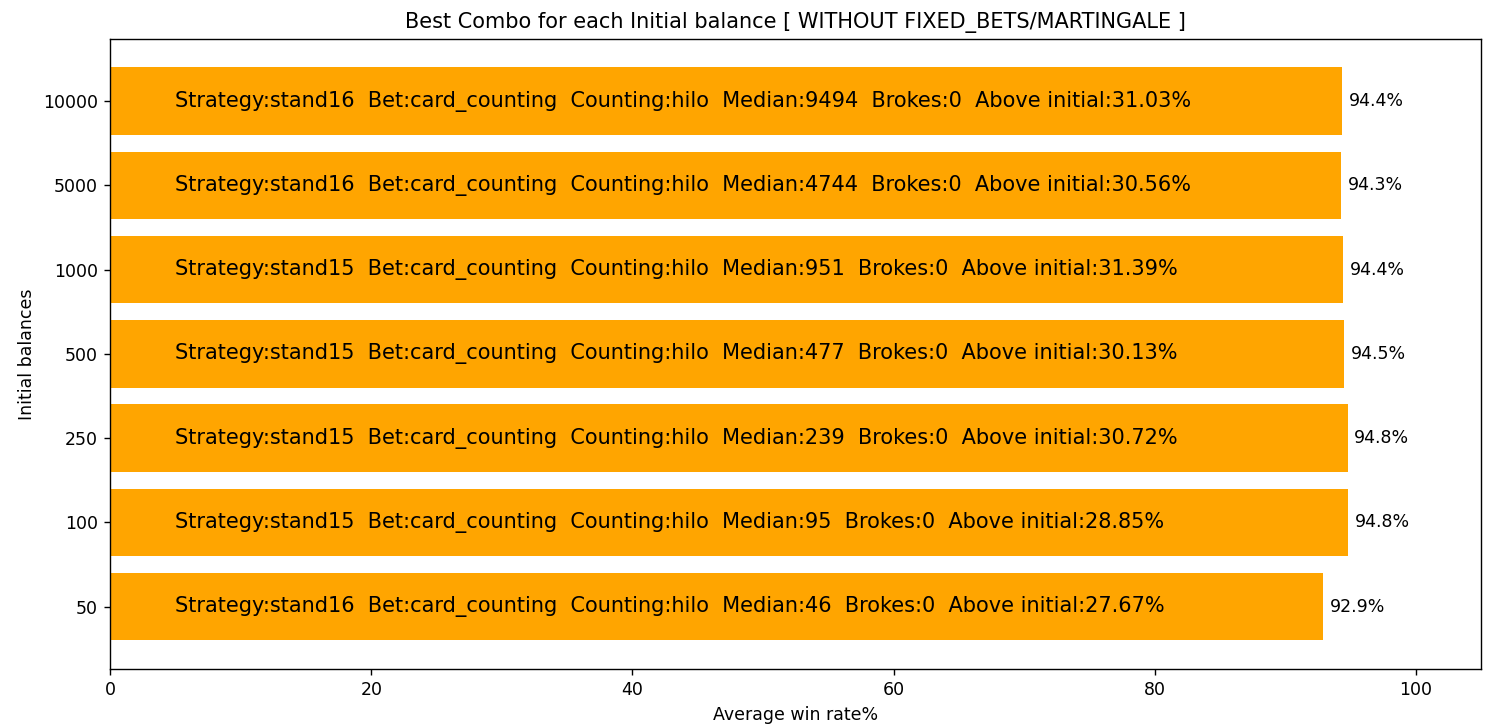 Best Combo for each Initial balance [ WITHOUT FIXED_BETS/MARTINGALE ]
10000 Strategy:stand16 Bet:card_counting Counting:hilo Median:9494 Brokes:0 Above initial:31.03% 94.4%
5000 Strategy:stand16 Bet:card_counting Counting:hilo Median:4744 Brokes:0 Above initial:30.56% 94.3%
1000 Strategy:stand15 Bet:card_counting Counting:hilo Median:951 Brokes:0 Above initial:31.39% 94.4%
500 Strategy:stand15 Bet:card_counting Counting:hilo Median:477 Brokes:0 Above initial:30.13% 94.5%
250 Strategy:stand15 Bet:card_counting Counting:hilo Median:239 Brokes:0 Above initial:30.72% 94.8%
100 Strategy:stand15 Bet:card_counting Counting:hilo Median:95 Brokes:0 Above initial:28.85% 94.8%
50 Strategy:stand16 Bet:card_counting Counting:hilo Median:46 Brokes:0 Above initial:27.67% 92.9%
Initial balances
0 20 40 60 80 100
Average win rate%